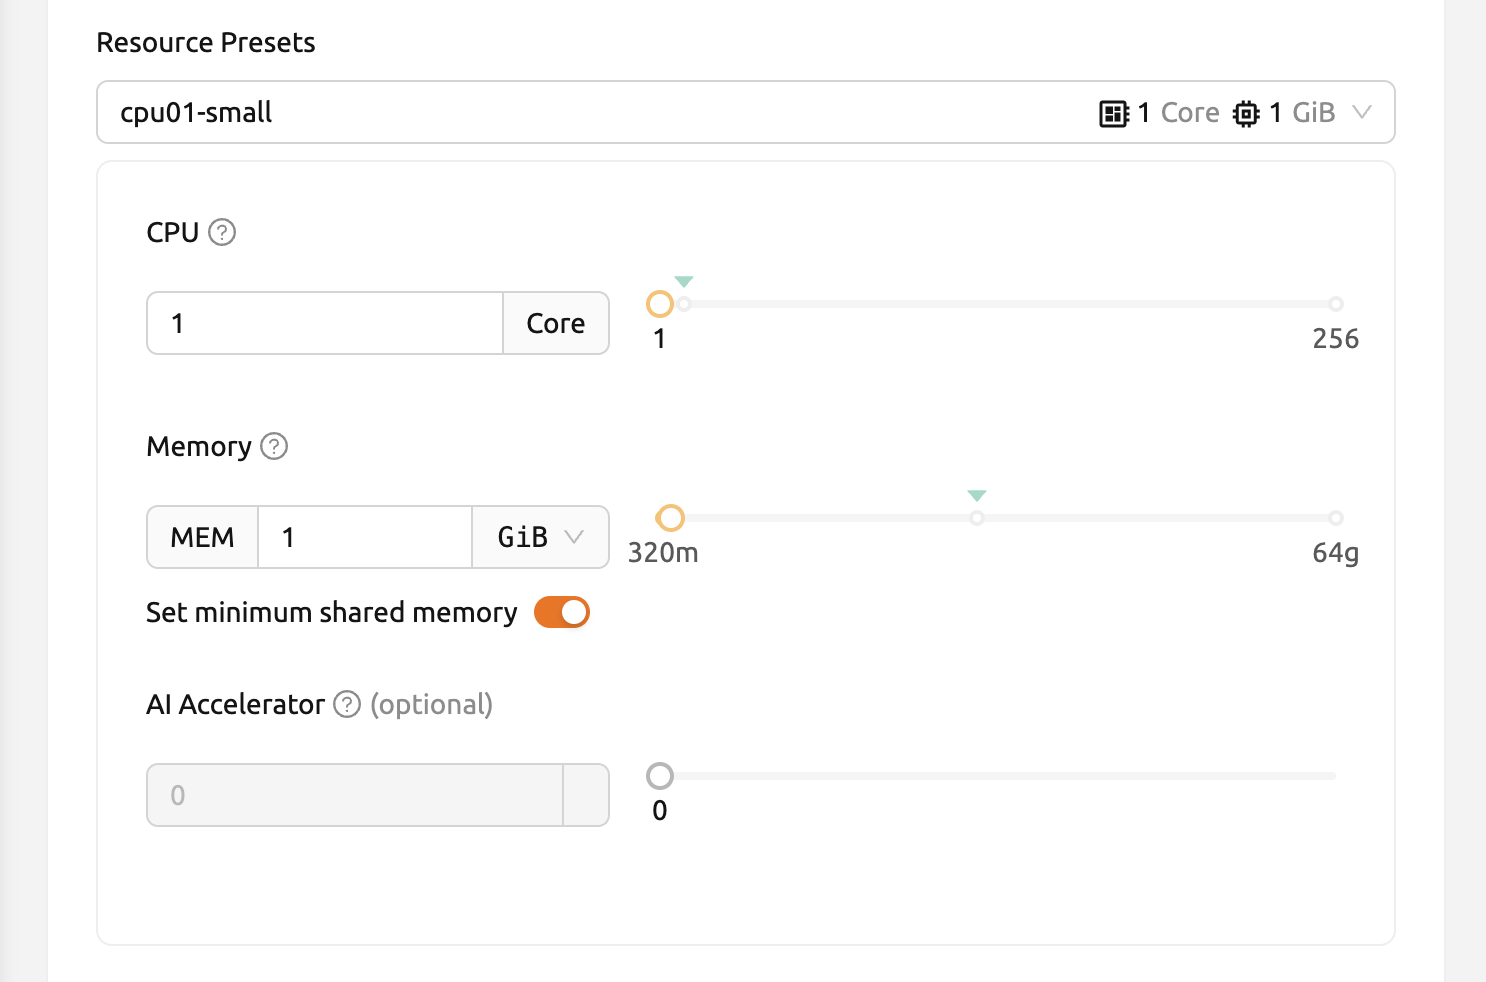 Resource Presets
cpu01-small 1 Core 1 GiB
CPU ?
1 Core
1 256
Memory ?
MEM 1 GiB
320m 64g
Set minimum shared memory
AI Accelerator ? (optional)
0
0